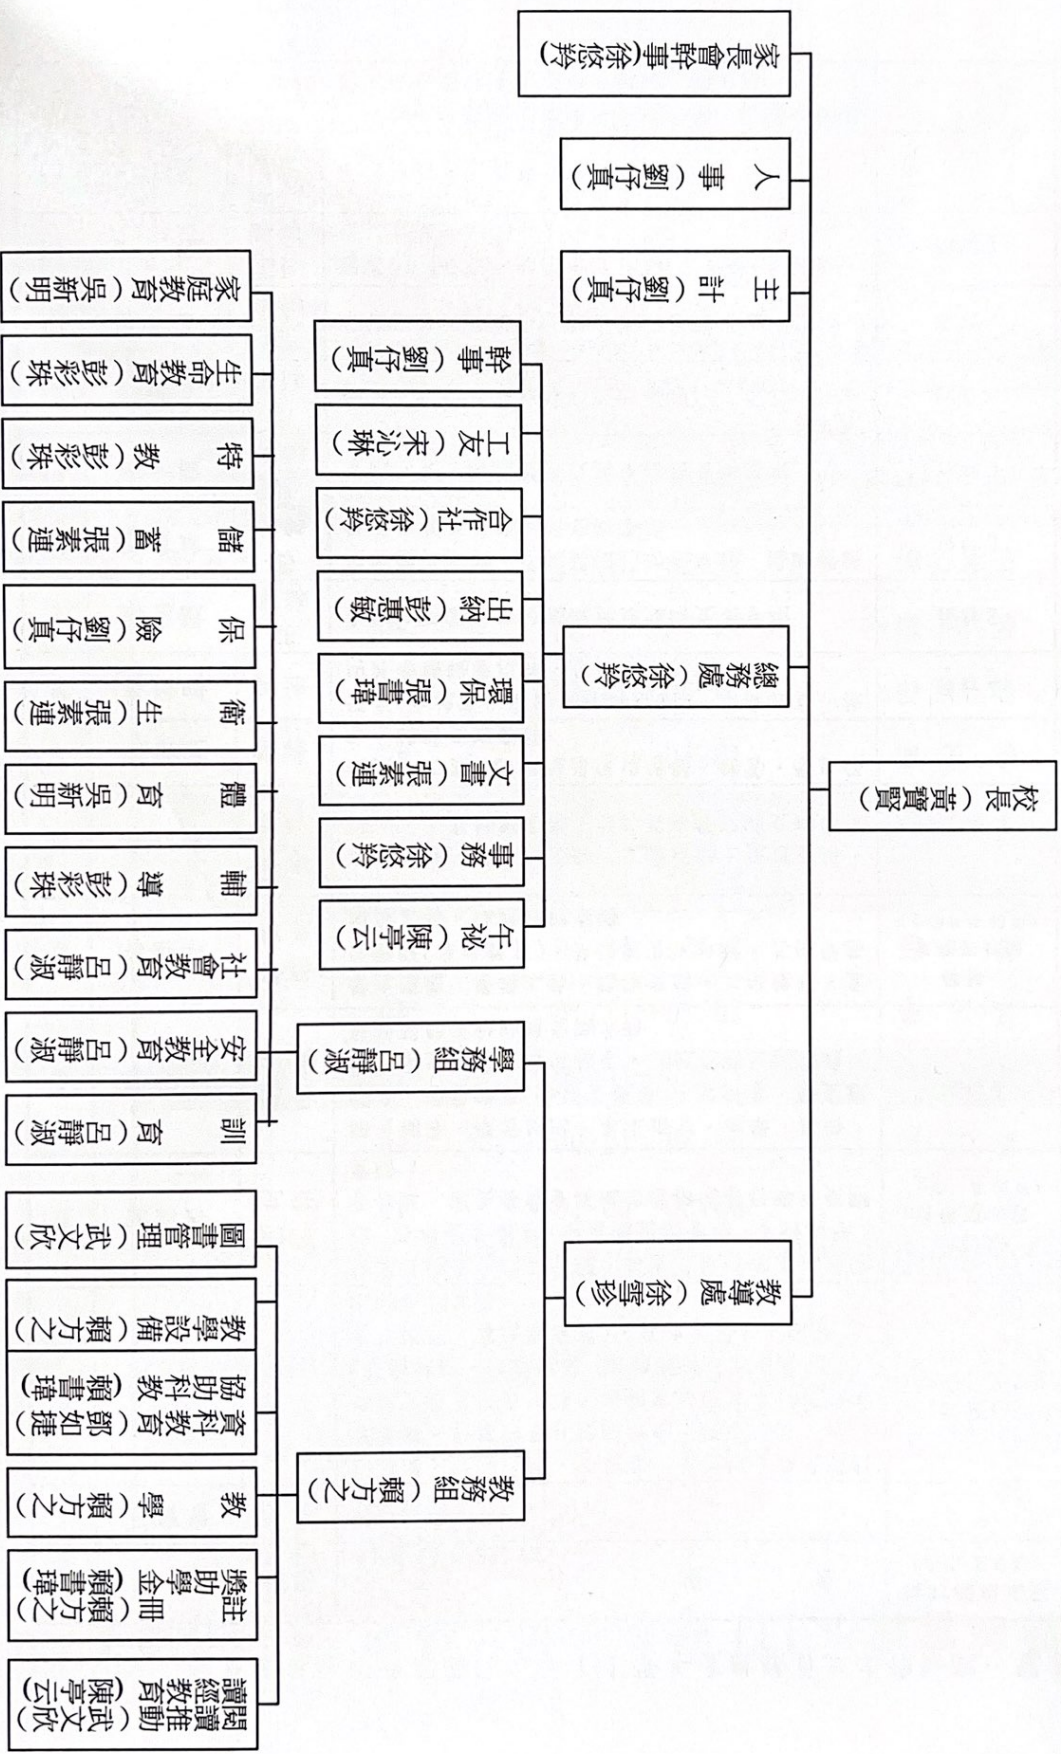 校長（黃寶賢）
家長會幹事(徐悠羚)
人　事（劉伃真）
主　計（劉伃真）
總務處（徐悠羚）
教導處（徐雪珍）
幹事（劉伃真）
工友（宋沁琳）
合作社（徐悠羚）
出納（彭惠敏）
環保（張書瑋）
文書（張素連）
事務（徐悠羚）
午祕（陳亭云）
學務組（呂靜淑）
教務組（賴方之）
家庭教育（吳新明）
生命教育（彭彩珠）
特　教（彭彩珠）
儲　蓄（張素連）
保　險（劉伃真）
衛　生（張素連）
體　育（吳新明）
輔　導（彭彩珠）
社會教育（呂靜淑）
安全教育（呂靜淑）
訓　育（呂靜淑）
圖書管理（武文欣）
教學設備（賴方之）
協助科教（賴書瑋）
資科教育（鄧如捷）
教　學（賴方之）
註　冊（賴方之）
獎助學金（賴書瑋）
閱讀推動（武文欣）
讀經教育（陳亭云）